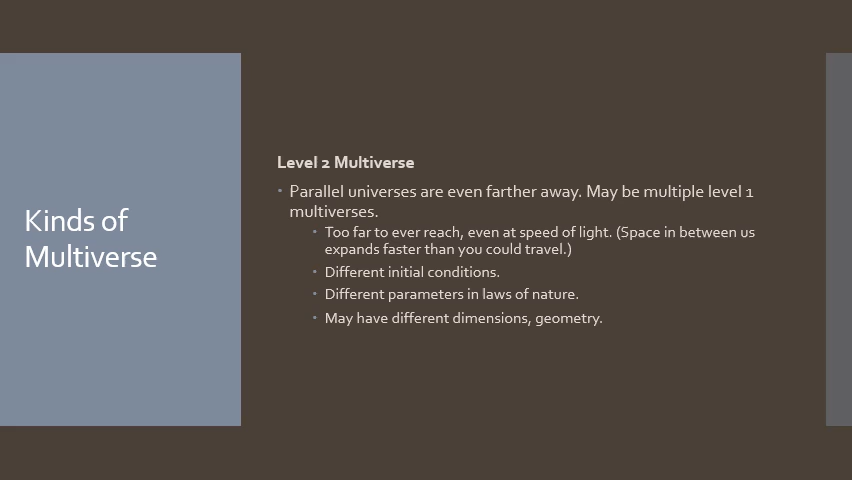 Kinds of
Multiverse
Level 2 Multiverse
• Parallel universes are even farther away. May be multiple level 1
multiverses.
• Too far to ever reach, even at speed of light. (Space in between us
expands faster than you could travel.)
• Different initial conditions.
• Different parameters in laws of nature.
• May have different dimensions, geometry.